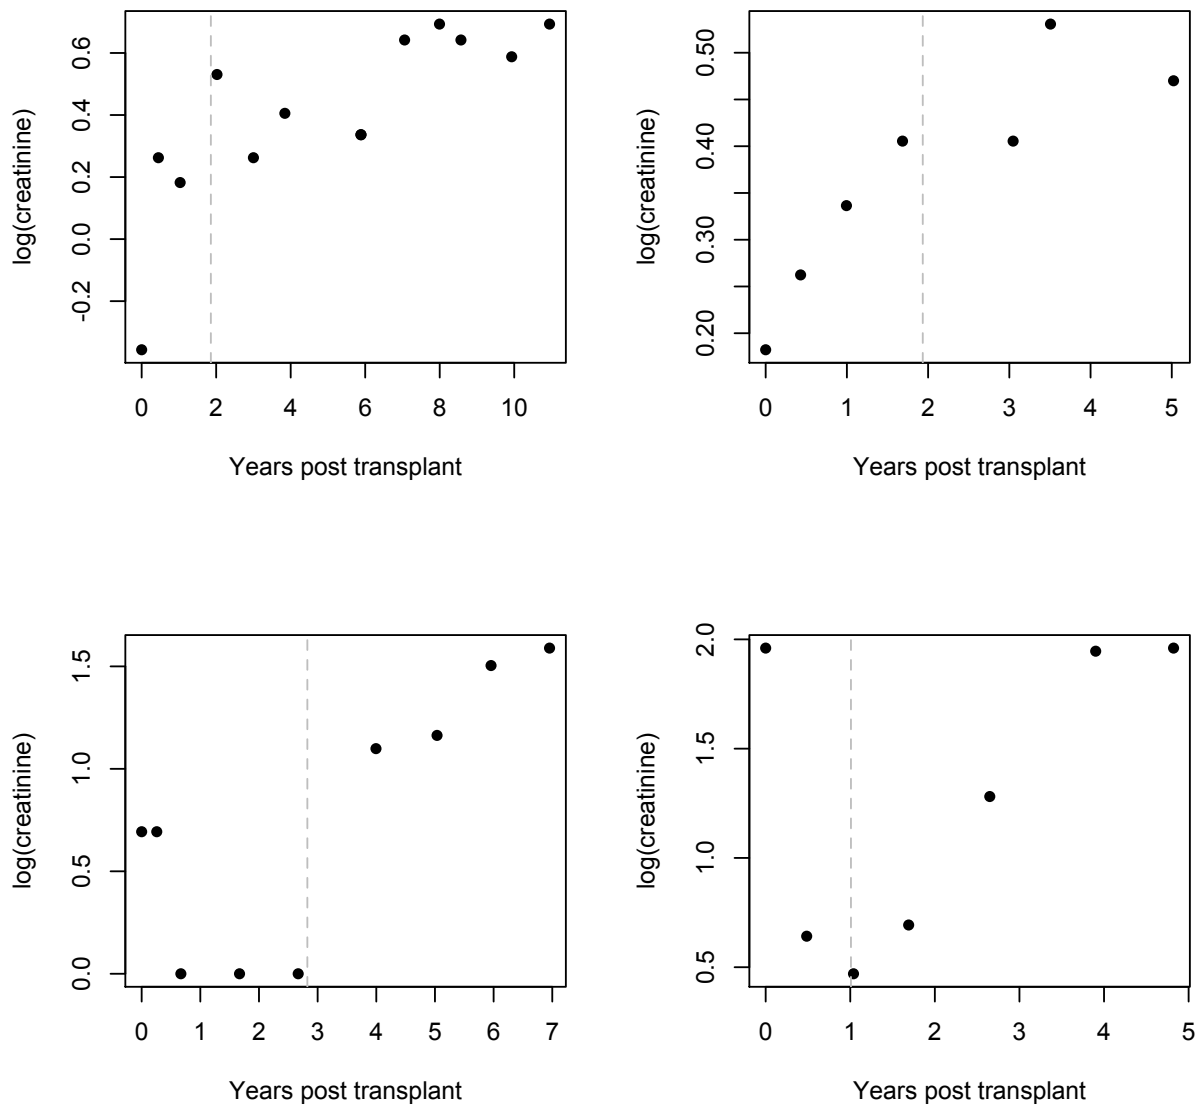 log(creatinine)
0.6
0.4
0.2
0.0
-0.2
0 2 4 6 8 10
Years post transplant
log(creatinine)
0.50
0.40
0.30
0.20
0 1 2 3 4 5
Years post transplant
log(creatinine)
1.5
1.0
0.5
0.0
0 1 2 3 4 5 6 7
Years post transplant
log(creatinine)
2.0
1.5
1.0
0.5
0 1 2 3 4 5
Years post transplant